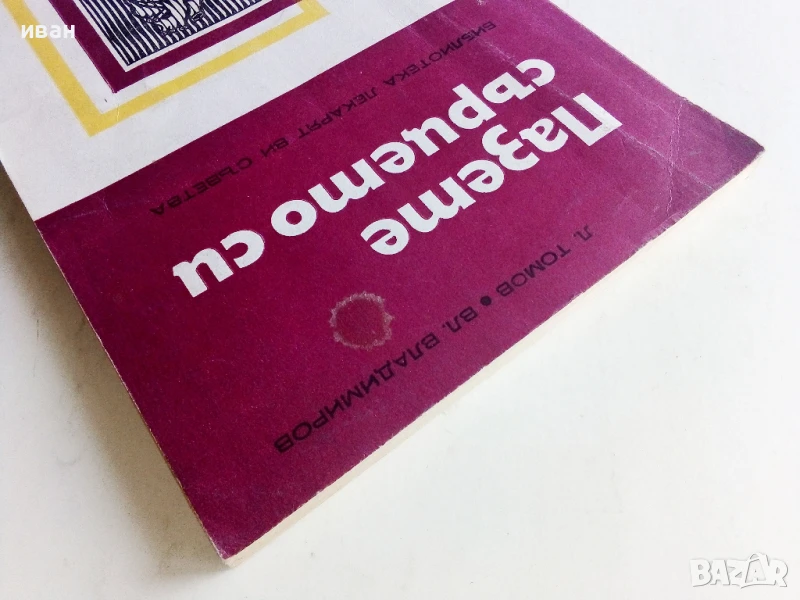 Л. ТОМОВ • ВЛ. ВЛАДИМИРОВ
Пазете
сърцето си
БИБЛИОТЕКА ЛЕКАРЯТ ВИ СЪВЕТВА
иван
BAZAR